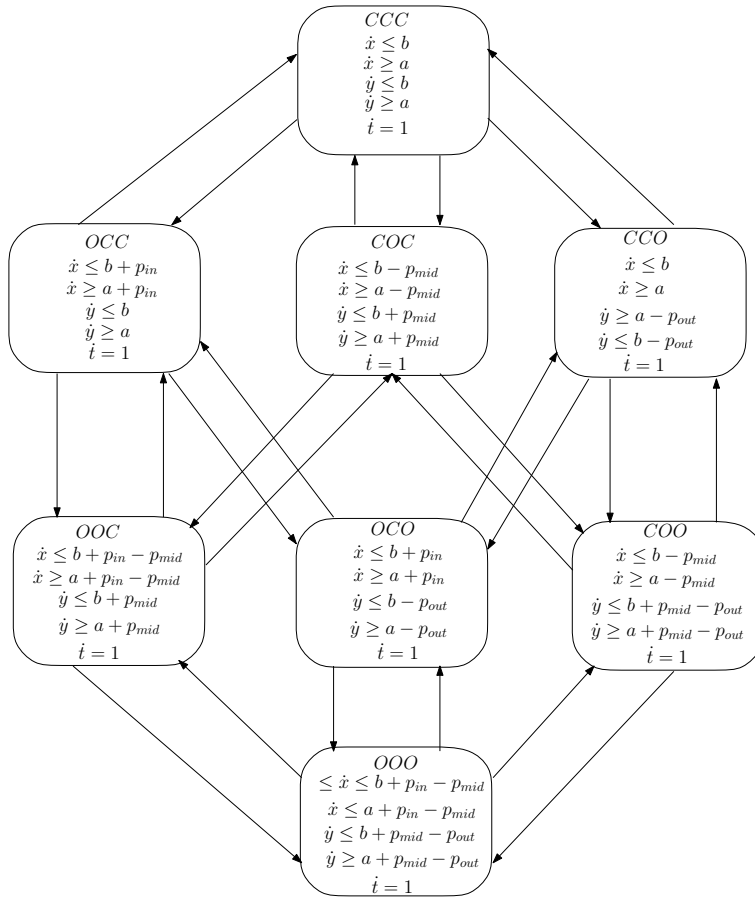 CCC
ẋ ≤ b
ẋ ≥ a
ẏ ≤ b
ẏ ≥ a
ṫ = 1
OCC
ẋ ≤ b + p_in
ẋ ≥ a + p_in
ẏ ≤ b
ẏ ≥ a
ṫ = 1
COC
ẋ ≤ b − p_mid
ẋ ≥ a − p_mid
ẏ ≤ b + p_mid
ẏ ≥ a + p_mid
ṫ = 1
CCO
ẋ ≤ b
ẋ ≥ a
ẏ ≥ a − p_out
ẏ ≤ b − p_out
ṫ = 1
OOC
ẋ ≤ b + p_in − p_mid
ẋ ≥ a + p_in − p_mid
ẏ ≤ b + p_mid
ẏ ≥ a + p_mid
ṫ = 1
OCO
ẋ ≤ b + p_in
ẋ ≥ a + p_in
ẏ ≤ b − p_out
ẏ ≥ a − p_out
ṫ = 1
COO
ẋ ≤ b − p_mid
ẋ ≥ a − p_mid
ẏ ≤ b + p_mid − p_out
ẏ ≥ a + p_mid − p_out
ṫ = 1
OOO
≤ ẋ ≤ b + p_in − p_mid
ẋ ≤ a + p_in − p_mid
ẏ ≤ b + p_mid − p_out
ẏ ≥ a + p_mid − p_out
ṫ = 1